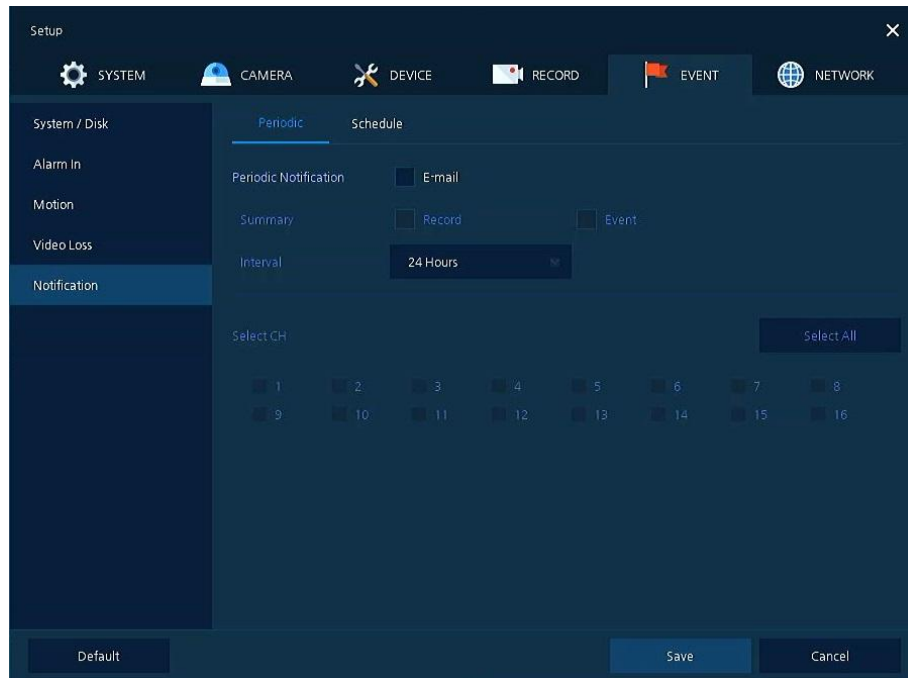 Setup
SYSTEM CAMERA DEVICE RECORD EVENT NETWORK
System / Disk
Alarm In
Motion
Video Loss
Notification
Periodic Schedule
Periodic Notification E-mail
Summary Record Event
Interval 24 Hours
Select CH Select All
1 2 3 4 5 6 7 8
9 10 11 12 13 14 15 16
Default Save Cancel